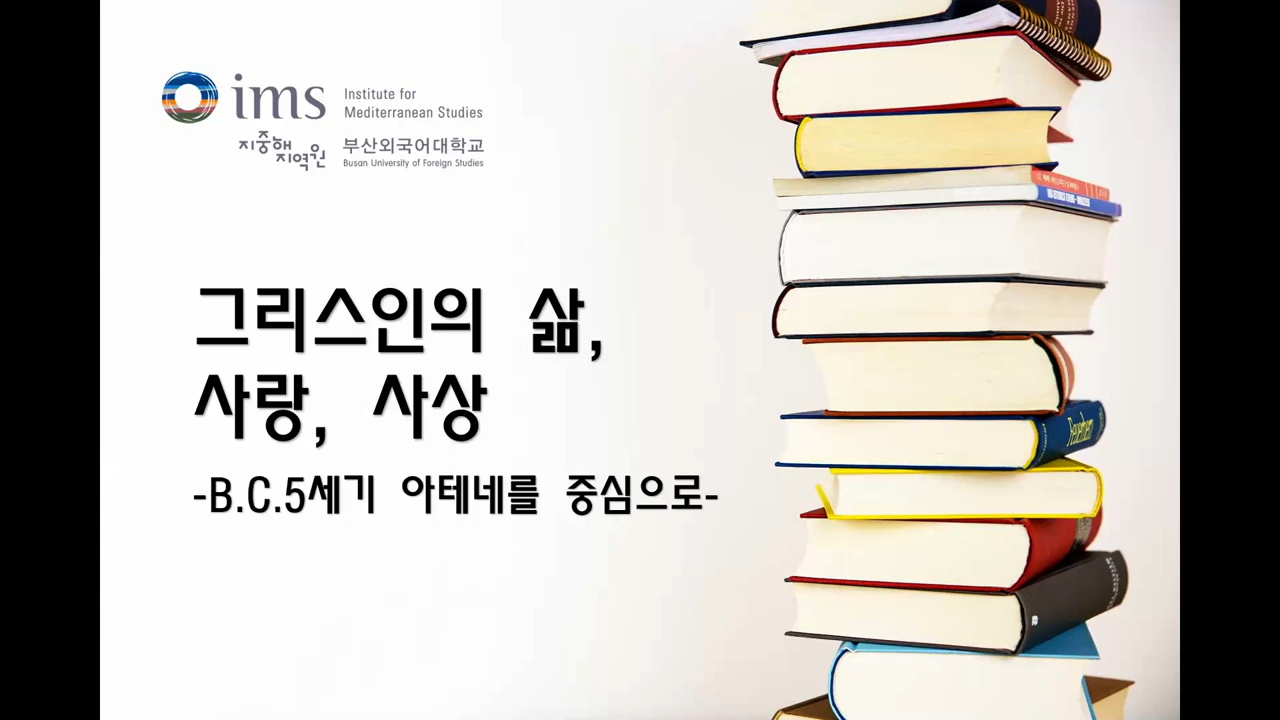 ims
Institute for
Mediterranean Studies
지중해
지역원
부산외국어대학교
Busan University of Foreign Studies
그리스인의 삶,
사랑, 사상
-B.C.5세기 아테네를 중심으로-